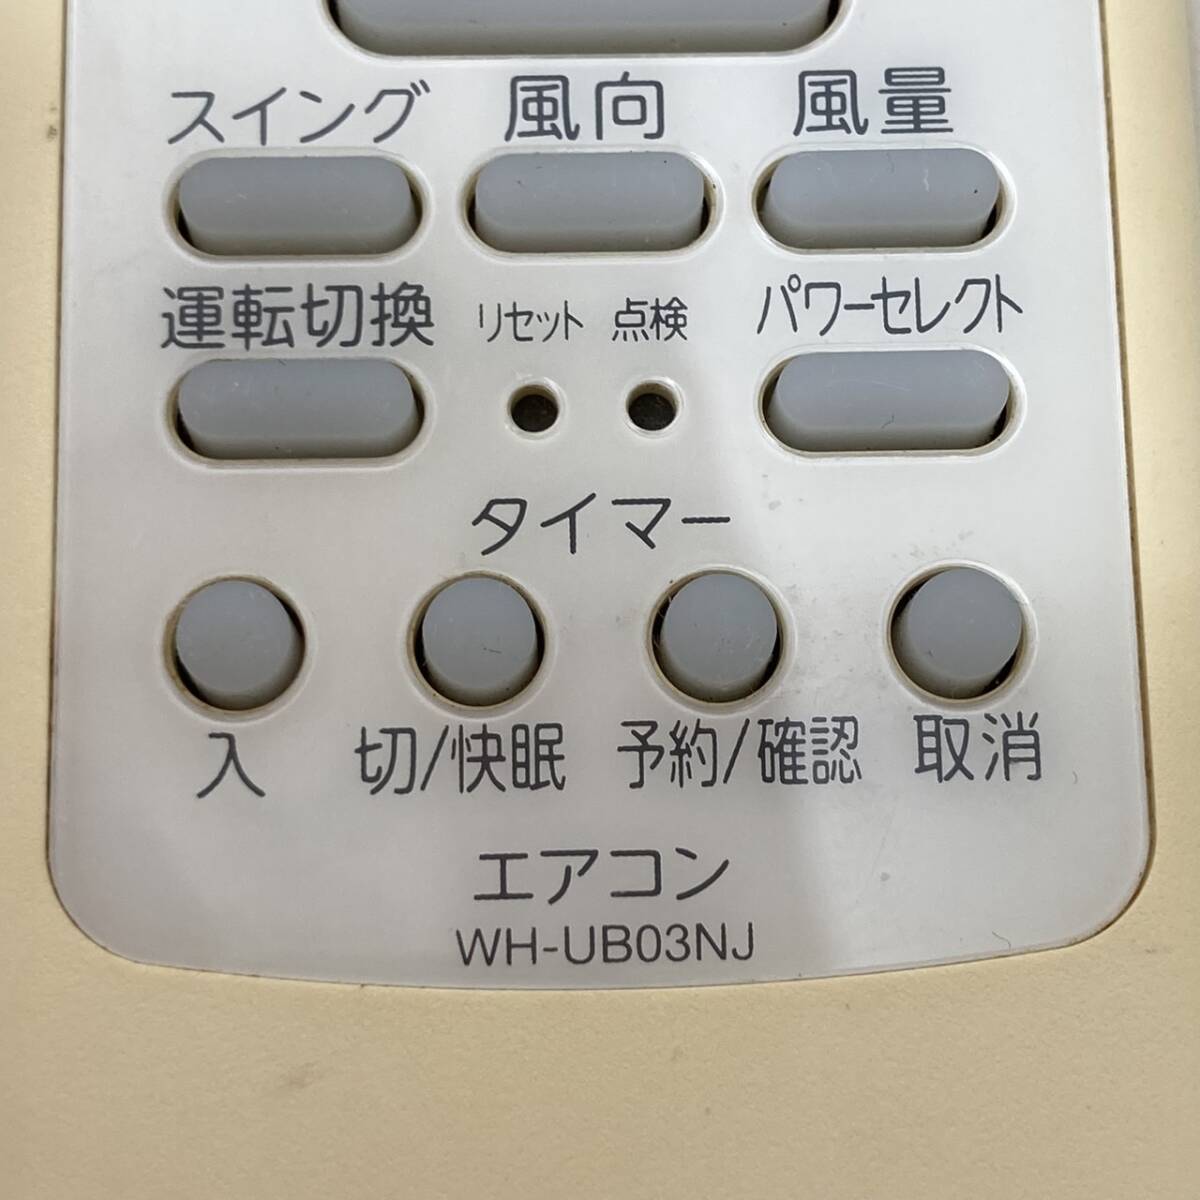 スイング 風向 風量
運転切換 リセット 点検 パワーセレクト
タイマー
入 切/快眠 予約/確認 取消
エアコン
WH-UB03NJ